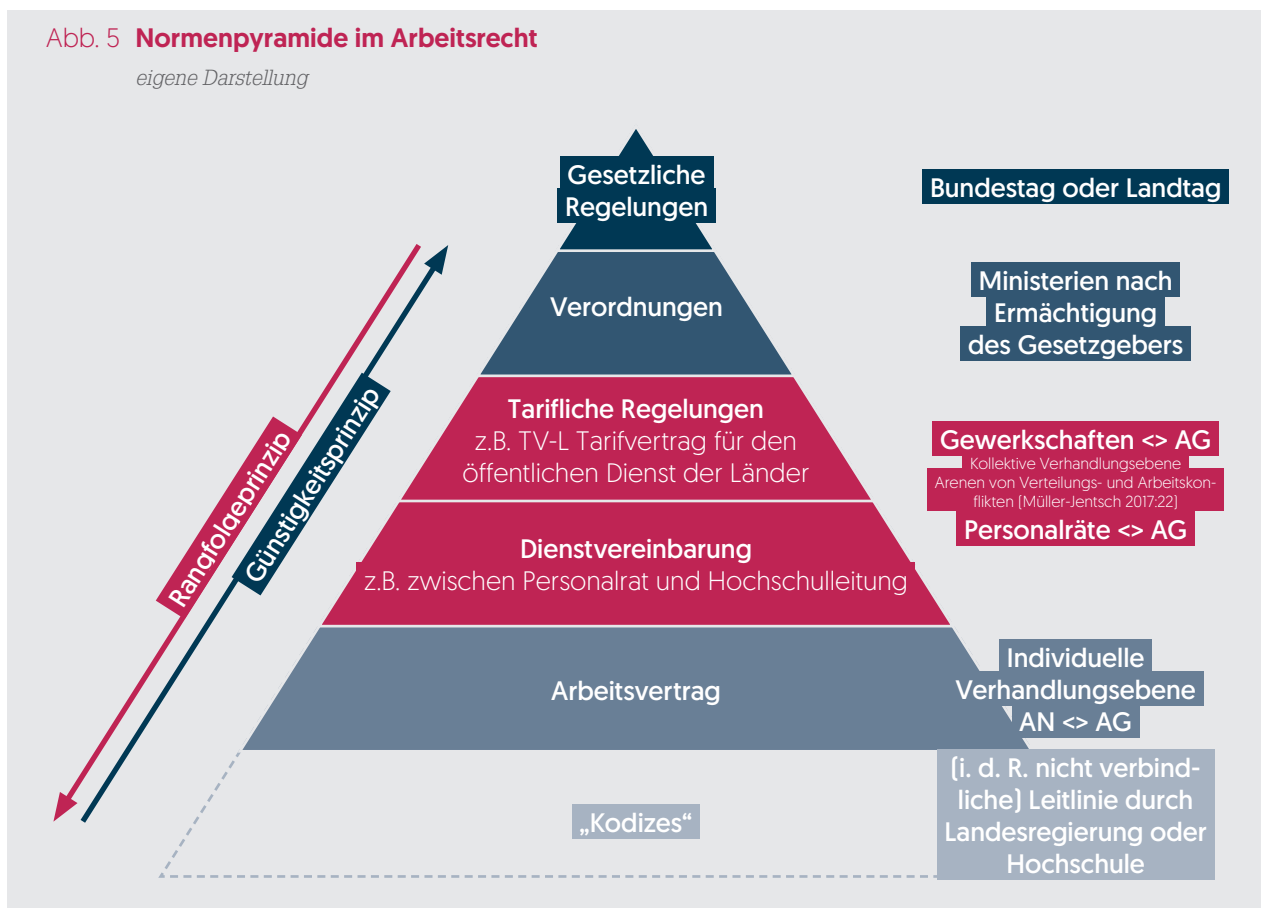 Abb. 5 Normenpyramide im Arbeitsrecht
eigene Darstellung
Gesetzliche
Regelungen
Bundestag oder Landtag
Verordnungen
Ministerien nach
Ermächtigung
des Gesetzgebers
Rangfolgeprinzip
Günstigkeitsprinzip
Tarifliche Regelungen
z.B. TV-L Tarifvertrag für den
öffentlichen Dienst der Länder
Gewerkschaften <> AG
Kollektive Verhandlungsebene
Arenen von Verteilungs- und Arbeitskon-
flikten [Müller-Jentsch 2017:22]
Personalräte <> AG
Dienstvereinbarung
z.B. zwischen Personalrat und Hochschulleitung
Arbeitsvertrag
Individuelle
Verhandlungsebene
AN <> AG
„Kodizes“
(i. d. R. nicht verbind-
liche) Leitlinie durch
Landesregierung oder
Hochschule